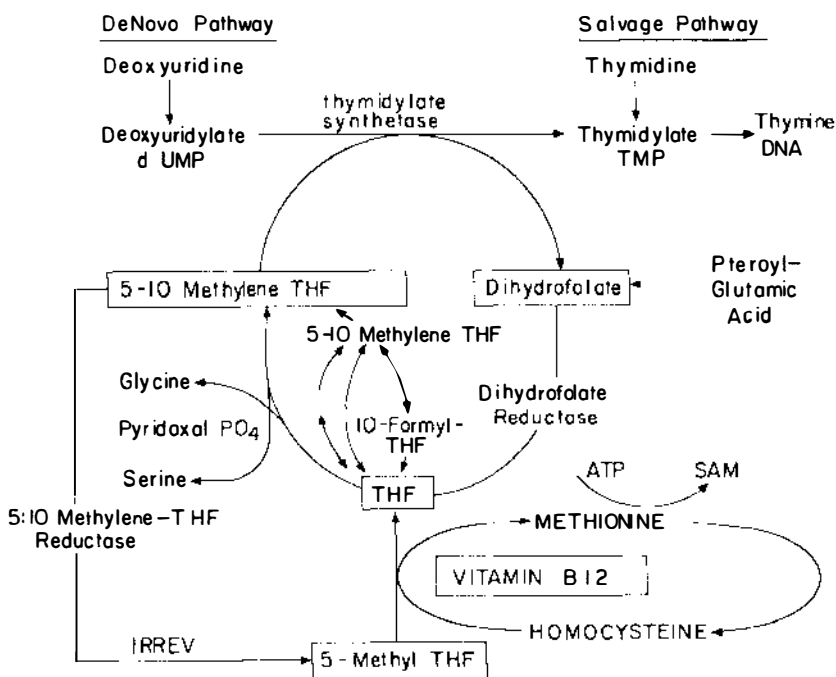 DeNovo Pathway
Salvage Pathway
Deoxyuridine
Thymidine
thymidylate
synthetase
Deoxyuridylate
d UMP
Thymidylate
TMP
Thymine
DNA
5-10 Methylene THF
Dihydrofolate
Pteroyl-
Glutamic
Acid
5-10 Methylene THF
Glycine
Dihydrofolate
Reductase
Pyridoxal PO4
10-Formyl-
THF
Serine
THF
ATP
SAM
5:10 Methylene-THF
Reductase
METHIONINE
VITAMIN B12
HOMOCYSTEINE
IRREV
5-Methyl THF